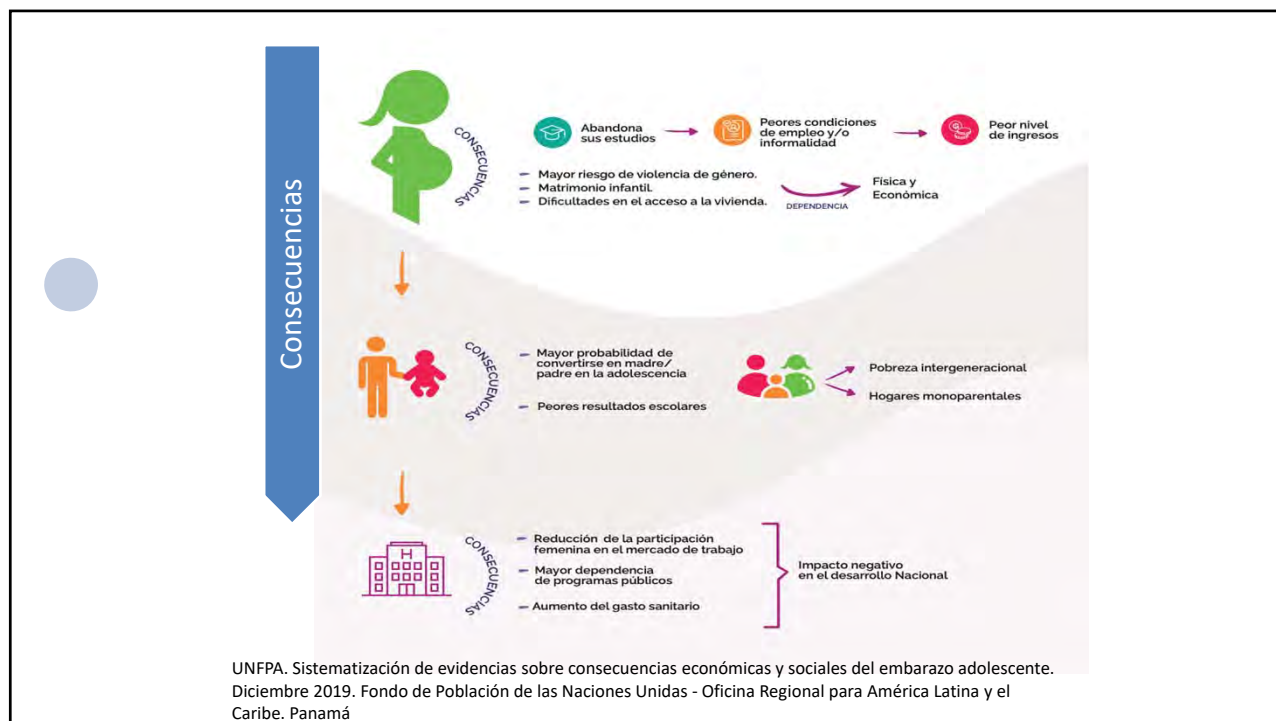 Consecuencias
CONSECUENCIAS
Abandona
sus estudios
Peores condiciones
de empleo y/o
informalidad
Peor nivel
de ingresos
– Mayor riesgo de violencia de género.
– Matrimonio infantil.
– Dificultades en el acceso a la vivienda.
DEPENDENCIA
Física y
Económica
CONSECUENCIAS
– Mayor probabilidad de
convertirse en madre/
padre en la adolescencia
– Peores resultados escolares
Pobreza intergeneracional
Hogares monoparentales
H
CONSECUENCIAS
– Reducción de la participación
femenina en el mercado de trabajo
– Mayor dependencia
de programas públicos
– Aumento del gasto sanitario
Impacto negativo
en el desarrollo Nacional
UNFPA. Sistematización de evidencias sobre consecuencias económicas y sociales del embarazo adolescente.
Diciembre 2019. Fondo de Población de las Naciones Unidas - Oficina Regional para América Latina y el
Caribe. Panamá